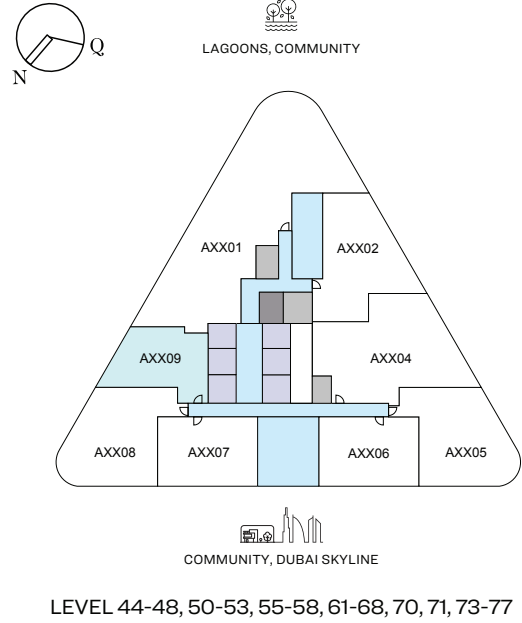 Q
N
LAGOONS, COMMUNITY
AXX01
AXX02
AXX09
AXX04
AXX08
AXX07
AXX06
AXX05
COMMUNITY, DUBAI SKYLINE
LEVEL 44-48, 50-53, 55-58, 61-68, 70, 71, 73-77